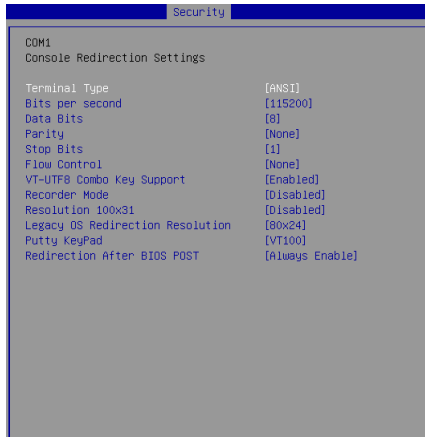 Security
COM1
Console Redirection Settings
Terminal Type [ANSI]
Bits per second [115200]
Data Bits [8]
Parity [None]
Stop Bits [1]
Flow Control [None]
VT-UTF8 Combo Key Support [Enabled]
Recorder Mode [Disabled]
Resolution 100x31 [Disabled]
Legacy OS Redirection Resolution [80x24]
Putty KeyPad [VT100]
Redirection After BIOS POST [Always Enable]